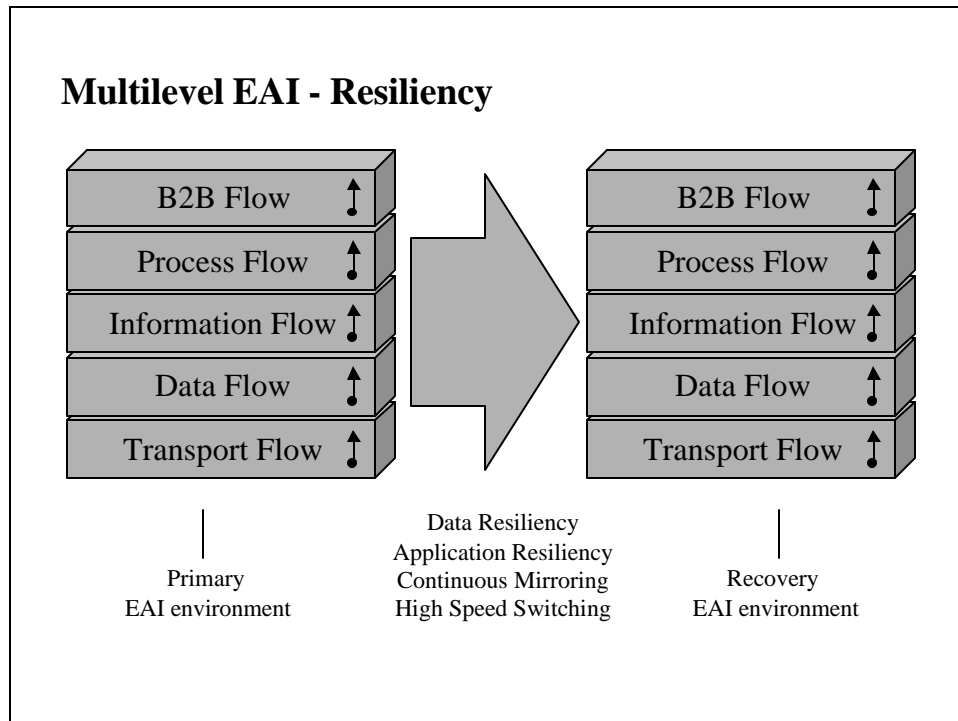 Multilevel EAI - Resiliency
B2B Flow
Process Flow
Information Flow
Data Flow
Transport Flow
B2B Flow
Process Flow
Information Flow
Data Flow
Transport Flow
Primary
EAI environment
Data Resiliency
Application Resiliency
Continuous Mirroring
High Speed Switching
Recovery
EAI environment